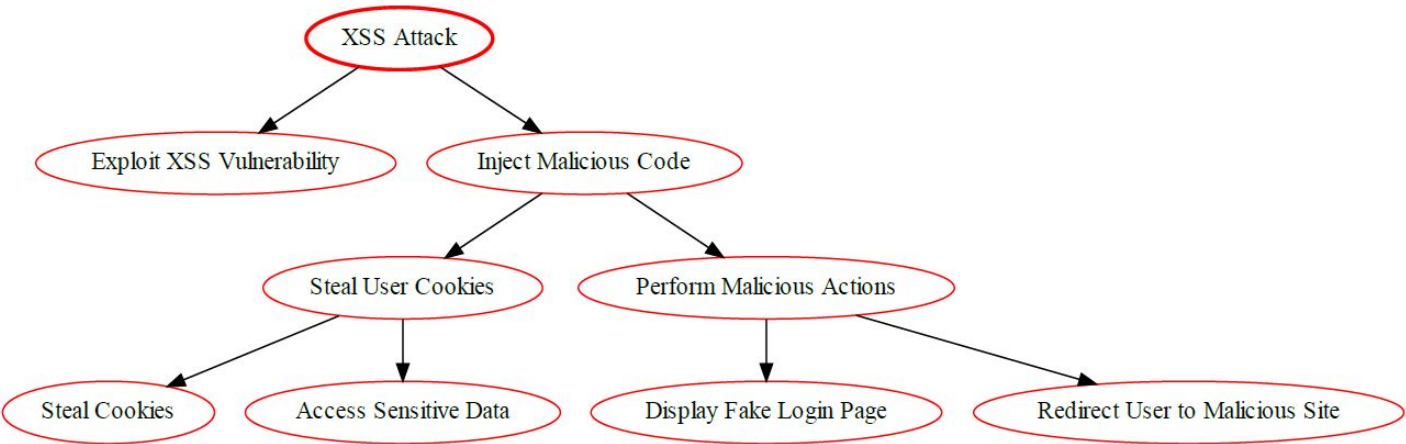 XSS Attack
Exploit XSS Vulnerability
Inject Malicious Code
Steal User Cookies
Perform Malicious Actions
Steal Cookies
Access Sensitive Data
Display Fake Login Page
Redirect User to Malicious Site